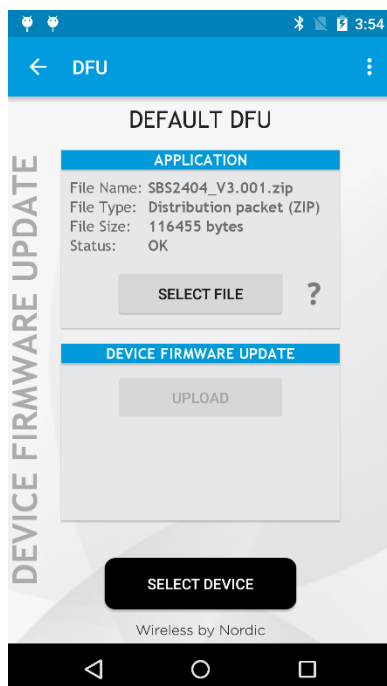 3:54
DFU
DEFAULT DFU
DEVICE FIRMWARE UPDATE
APPLICATION
File Name: SBS2404_V3.001.zip
File Type: Distribution packet (ZIP)
File Size: 116455 bytes
Status: OK
SELECT FILE ?
DEVICE FIRMWARE UPDATE
UPLOAD
SELECT DEVICE
Wireless by Nordic